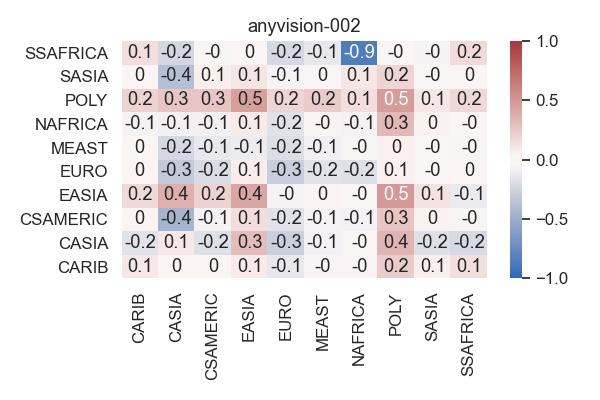 anyvision-002
SSAFRICA 0.1 -0.2 -0 0 -0.2 -0.1 -0.9 -0 -0 0.2
SASIA 0 -0.4 0.1 0.1 -0.1 0 0.1 0.2 -0 0
POLY 0.2 0.3 0.3 0.5 0.2 0.2 0.1 0.5 0.1 0.2
NAFRICA -0.1 -0.1 -0.1 0.1 -0.2 -0 -0.1 0.3 0 -0
MEAST 0 -0.2 -0.1 -0.1 -0.2 -0.1 -0 0 -0 -0
EURO 0 -0.3 -0.2 0.1 -0.3 -0.2 -0.2 0.1 -0 0
EASIA 0.2 0.4 0.2 0.4 -0 0 -0 0.5 0.1 -0.1
CSAMERIC 0 -0.4 -0.1 0.1 -0.2 -0.1 -0.1 0.3 0 -0
CASIA -0.2 0.1 -0.2 0.3 -0.3 -0.1 -0 0.4 -0.2 -0.2
CARIB 0.1 0 0 0.1 -0.1 -0 -0 0.2 0.1 0.1
CARIB CASIA CSAMERIC EASIA EURO MEAST NAFRICA POLY SASIA SSAFRICA
1.0
0.5
0.0
−0.5
−1.0